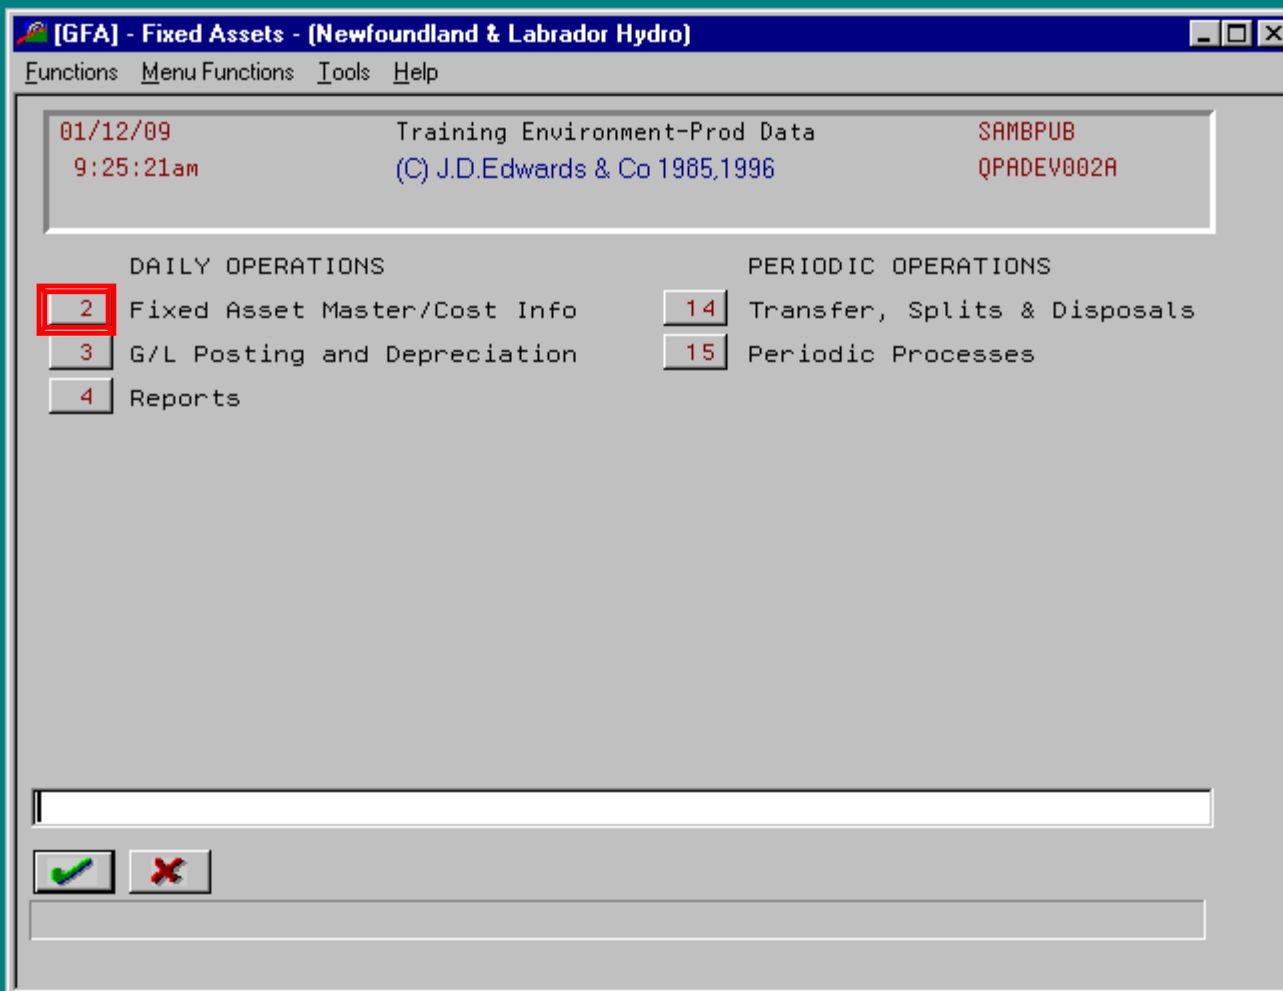 [GFA] - Fixed Assets - (Newfoundland & Labrador Hydro)
Functions Menu Functions Tools Help
01/12/09 Training Environment-Prod Data SAMBPUB
9:25:21am (C) J.D.Edwards & Co 1985,1996 QPADEV002A
DAILY OPERATIONS PERIODIC OPERATIONS
2 Fixed Asset Master/Cost Info 14 Transfer, Splits & Disposals
3 G/L Posting and Depreciation 15 Periodic Processes
4 Reports